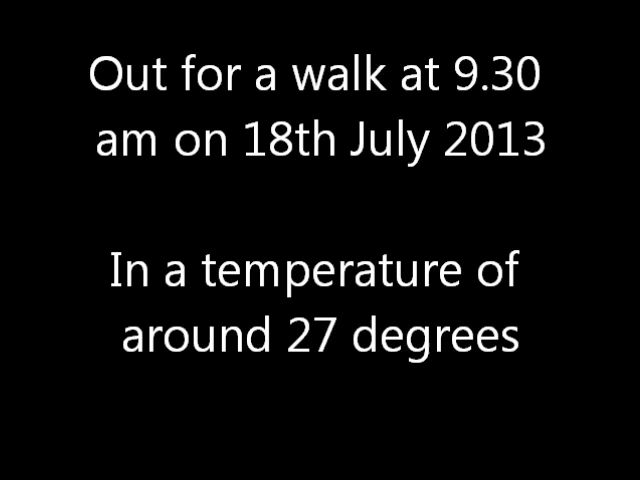 Out for a walk at 9.30
am on 18th July 2013
In a temperature of
around 27 degrees